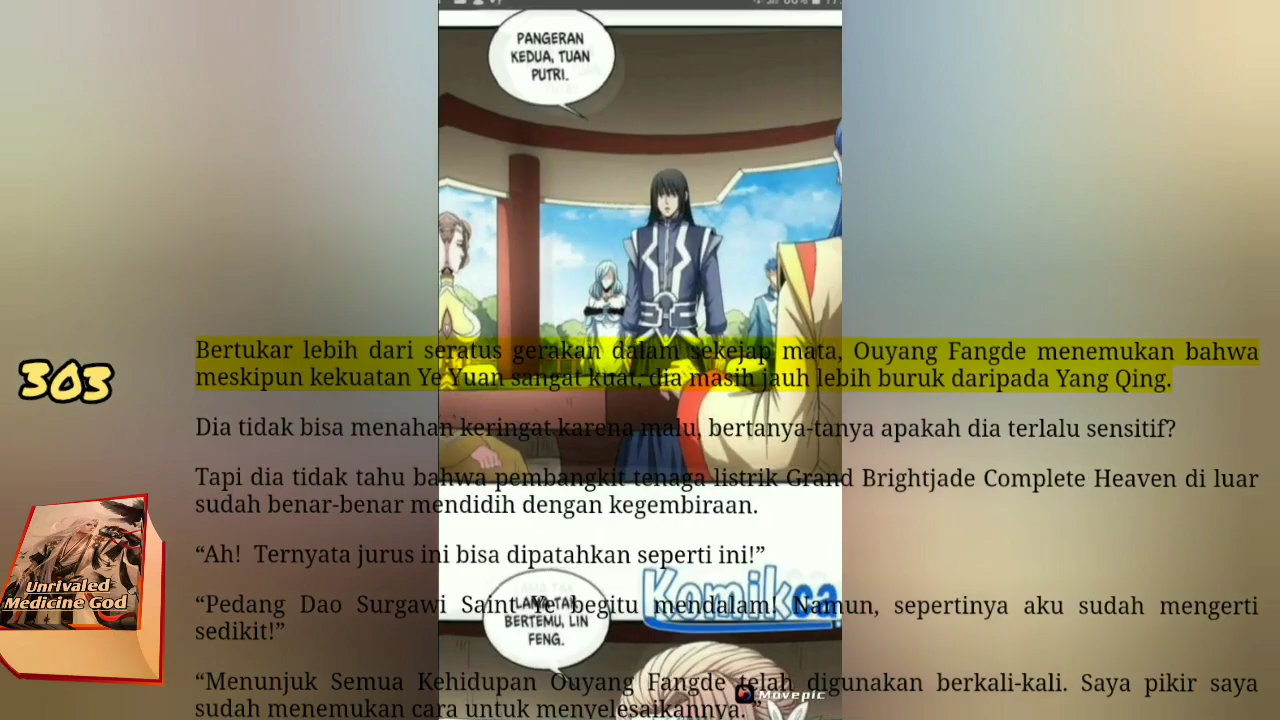 PANGERAN
KEDUA, TUAN
PUTRI.
Bertukar lebih dari seratus gerakan dalam sekejap mata, Ouyang Fangde menemukan bahwa
meskipun kekuatan Ye Yuan sangat kuat, dia masih jauh lebih buruk daripada Yang Qing.
303
Dia tidak bisa menahan keringat karena malu, bertanya-tanya apakah dia terlalu sensitif?
Tapi dia tidak tahu bahwa pembangkit tenaga listrik Grand Brightjade Complete Heaven di luar
sudah benar-benar mendidih dengan kegembiraan.
“Ah! Ternyata jurus ini bisa dipatahkan seperti ini!”
Unrivaled
Medicine God
Komikca
“Pedang Dao Surgawi Saint Ye begitu mendalam! Namun, sepertinya aku sudah mengerti
sedikit!”
LAMA TAK
BERTEMU, LIN
FENG.
“Menunjuk Semua Kehidupan Ouyang Fangde telah digunakan berkali-kali. Saya pikir saya
sudah menemukan cara untuk menyelesaikannya.”
Movepic